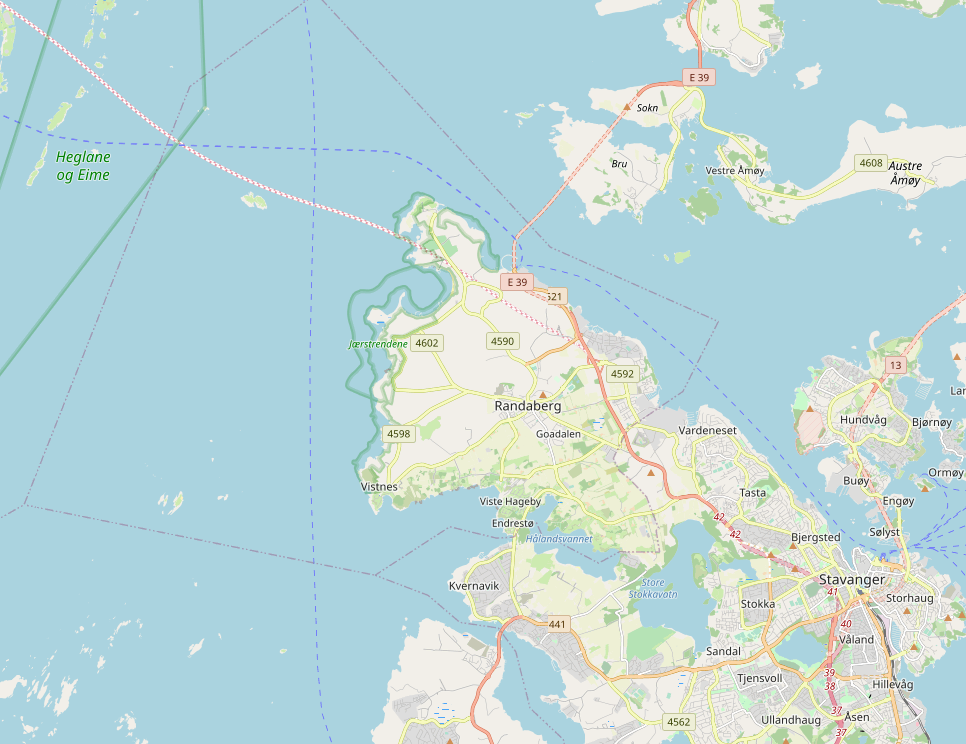 E 39
Sokn
Heglane
og Eime
Bru
Vestre Åmøy
4608
Austre
Åmøy
E 39
521
Jærstrendene
4602
4590
13
4592
Randaberg
Hundvåg
Bjørnøy
4598
Goadalen
Vardeneset
Ormøy
Vistnes
Buøy
Tasta
Engøy
Viste Hageby
42
Endrestø
Hålandsvannet
42
Bjergsted
Sølyst
Kvernavik
Store
Stokkavatn
Stavanger
41
Stokka
Storhaug
441
40
Våland
Sandal
39
Tjensvoll
38
Hillevåg
37
4562
Ullandhaug
Åsen
37